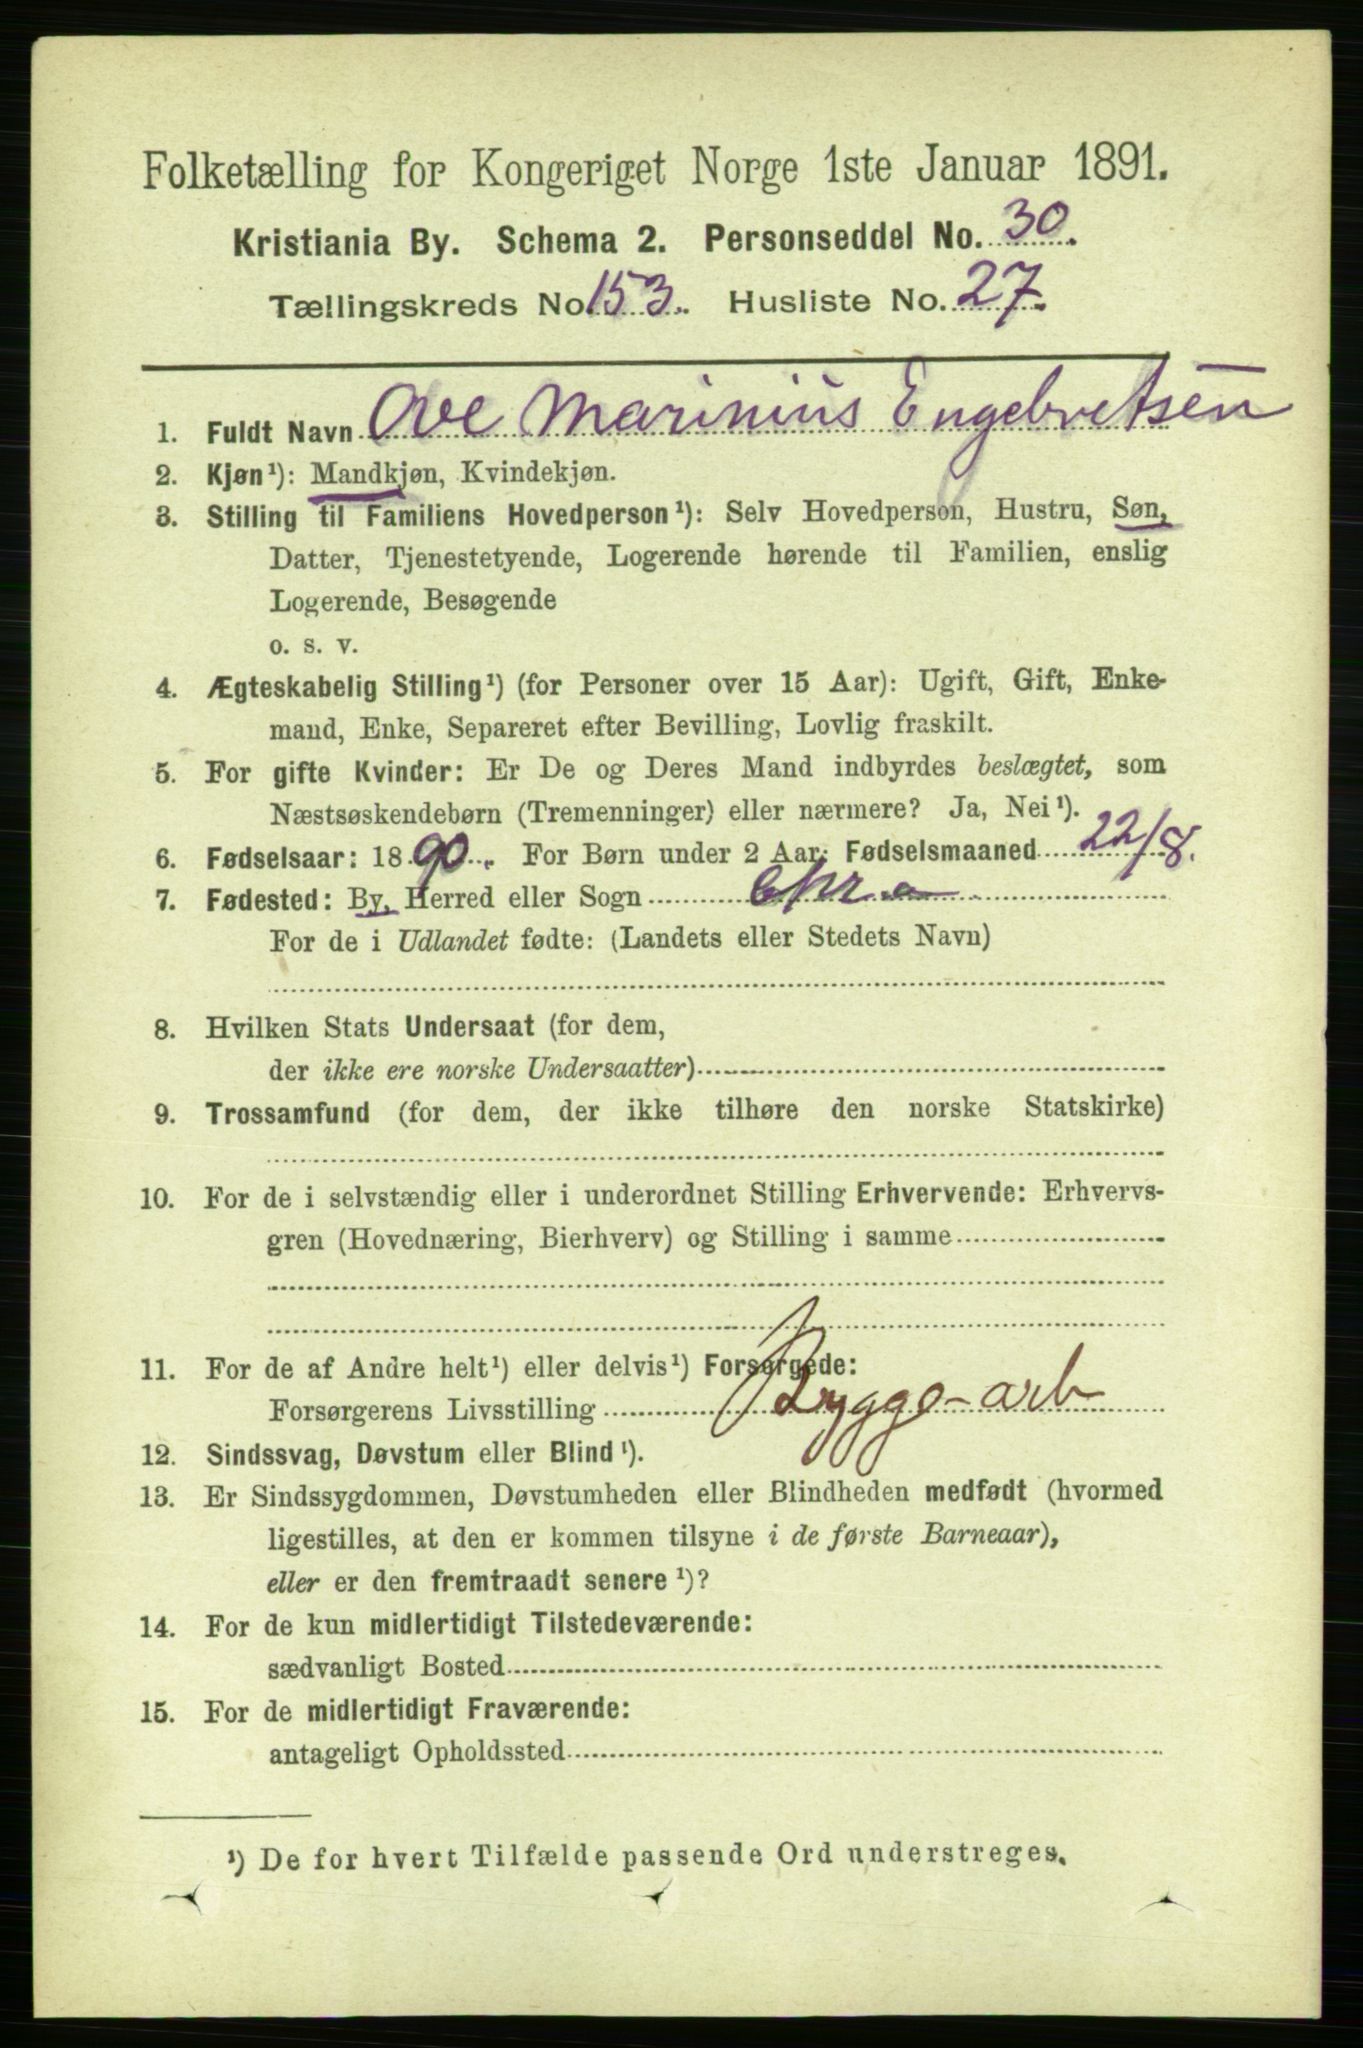 Folketælling for Kongeriget Norge 1ste Januar 1891.
Kristiania By. Schema 2. Personseddel No. 30.
Tællingskreds No 153. Husliste No. 27.
1. Fuldt Navn Ove Marinius Engebretsen
2. Kjøn¹): Mandkjøn, Kvindekjøn.
3. Stilling til Familiens Hovedperson¹): Selv Hovedperson, Hustru, Søn,
Datter, Tjenestetyende, Logerende hørende til Familien, enslig
Logerende, Besøgende
o. s. v.
4. Ægteskabelig Stilling¹) (for Personer over 15 Aar): Ugift, Gift, Enke-
mand, Enke, Separeret efter Bevilling, Lovlig fraskilt.
5. For gifte Kvinder: Er De og Deres Mand indbyrdes beslægtet, som
Næstsøskendebørn (Tremenninger) eller nærmere? Ja, Nei¹).
6. Fødselsaar: 1890. For Børn under 2 Aar: Fødselsmaaned 22/8.
7. Fødested: By, Herred eller Sogn Chr.a
For de i Udlandet fødte: (Landets eller Stedets Navn)
8. Hvilken Stats Undersaat (for dem,
der ikke ere norske Undersaatter)
9. Trossamfund (for dem, der ikke tilhøre den norske Statskirke)
10. For de i selvstændig eller i underordnet Stilling Erhvervende: Erhvervs-
gren (Hovednæring, Bierhverv) og Stilling i samme
11. For de af Andre helt¹) eller delvis¹) Forsørgede:
Forsørgerens Livsstilling Brygge-arb
12. Sindssvag, Døvstum eller Blind¹).
13. Er Sindssygdommen, Døvstumheden eller Blindheden medfødt (hvormed
ligestilles, at den er kommen tilsyne i de første Barneaar),
eller er den fremtraadt senere¹)?
14. For de kun midlertidigt Tilstedeværende:
sædvanligt Bosted
15. For de midlertidigt Fraværende:
antageligt Opholdssted
¹) De for hvert Tilfælde passende Ord understreges.